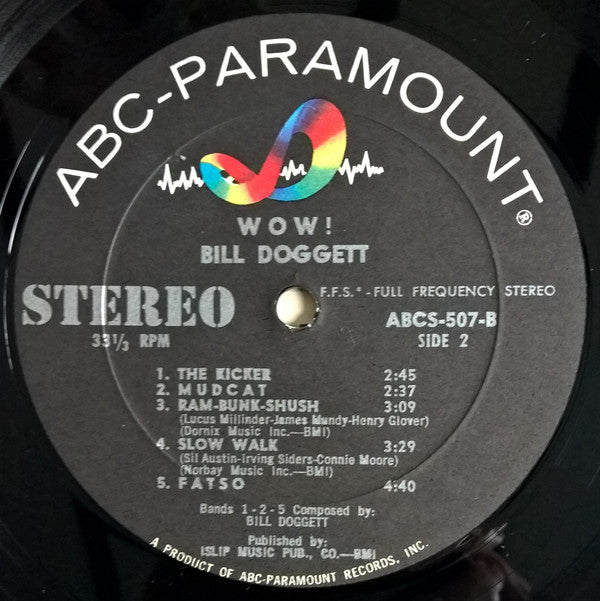 ABC-PARAMOUNT®
WOW!
BILL DOGGETT
STEREO
33 1/3 RPM
F.F.S.* - FULL FREQUENCY STEREO
ABCS-507-B
SIDE 2
1. THE KICKER 2:45
2. MUDCAT 2:37
3. RAM-BUNK-SHUSH 3:09
(Lucus Millinder-James Mundy-Henry Glover)
(Dornix Music Inc.—BMI)
4. SLOW WALK 3:29
(Sil Austin-Irving Siders-Connie Moore)
(Norbay Music Inc.—BMI)
5. FATSO 4:40
Bands 1-2-5 Composed by:
BILL DOGGETT
Published by:
ISLIP MUSIC PUB., CO.—BMI
A PRODUCT OF ABC-PARAMOUNT RECORDS, INC.